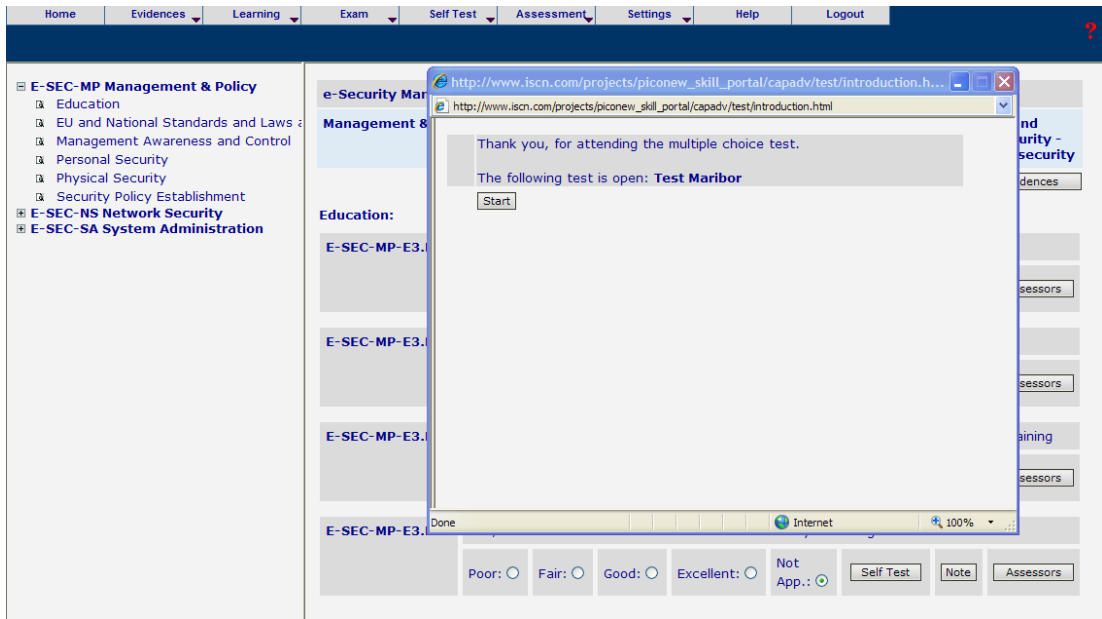 Home Evidences Learning Exam Self Test Assessment Settings Help Logout
?
E-SEC-MP Management & Policy
Education
EU and National Standards and Laws
Management Awareness and Control
Personal Security
Physical Security
Security Policy Establishment
E-SEC-NS Network Security
E-SEC-SA System Administration
e-Security
Management &
nd
urity -
security
dences
Education:
E-SEC-MP-E3.
sessors
E-SEC-MP-E3.
sessors
E-SEC-MP-E3.
aining
sessors
E-SEC-MP-E3.
Poor: Fair: Good: Excellent: Not App.: Self Test Note Assessors
http://www.iscn.com/projects/piconew_skill_portal/capadv/test/introduction.h...
http://www.iscn.com/projects/piconew_skill_portal/capadv/test/introduction.html
Thank you, for attending the multiple choice test.
The following test is open: Test Maribor
Start
Done Internet 100%